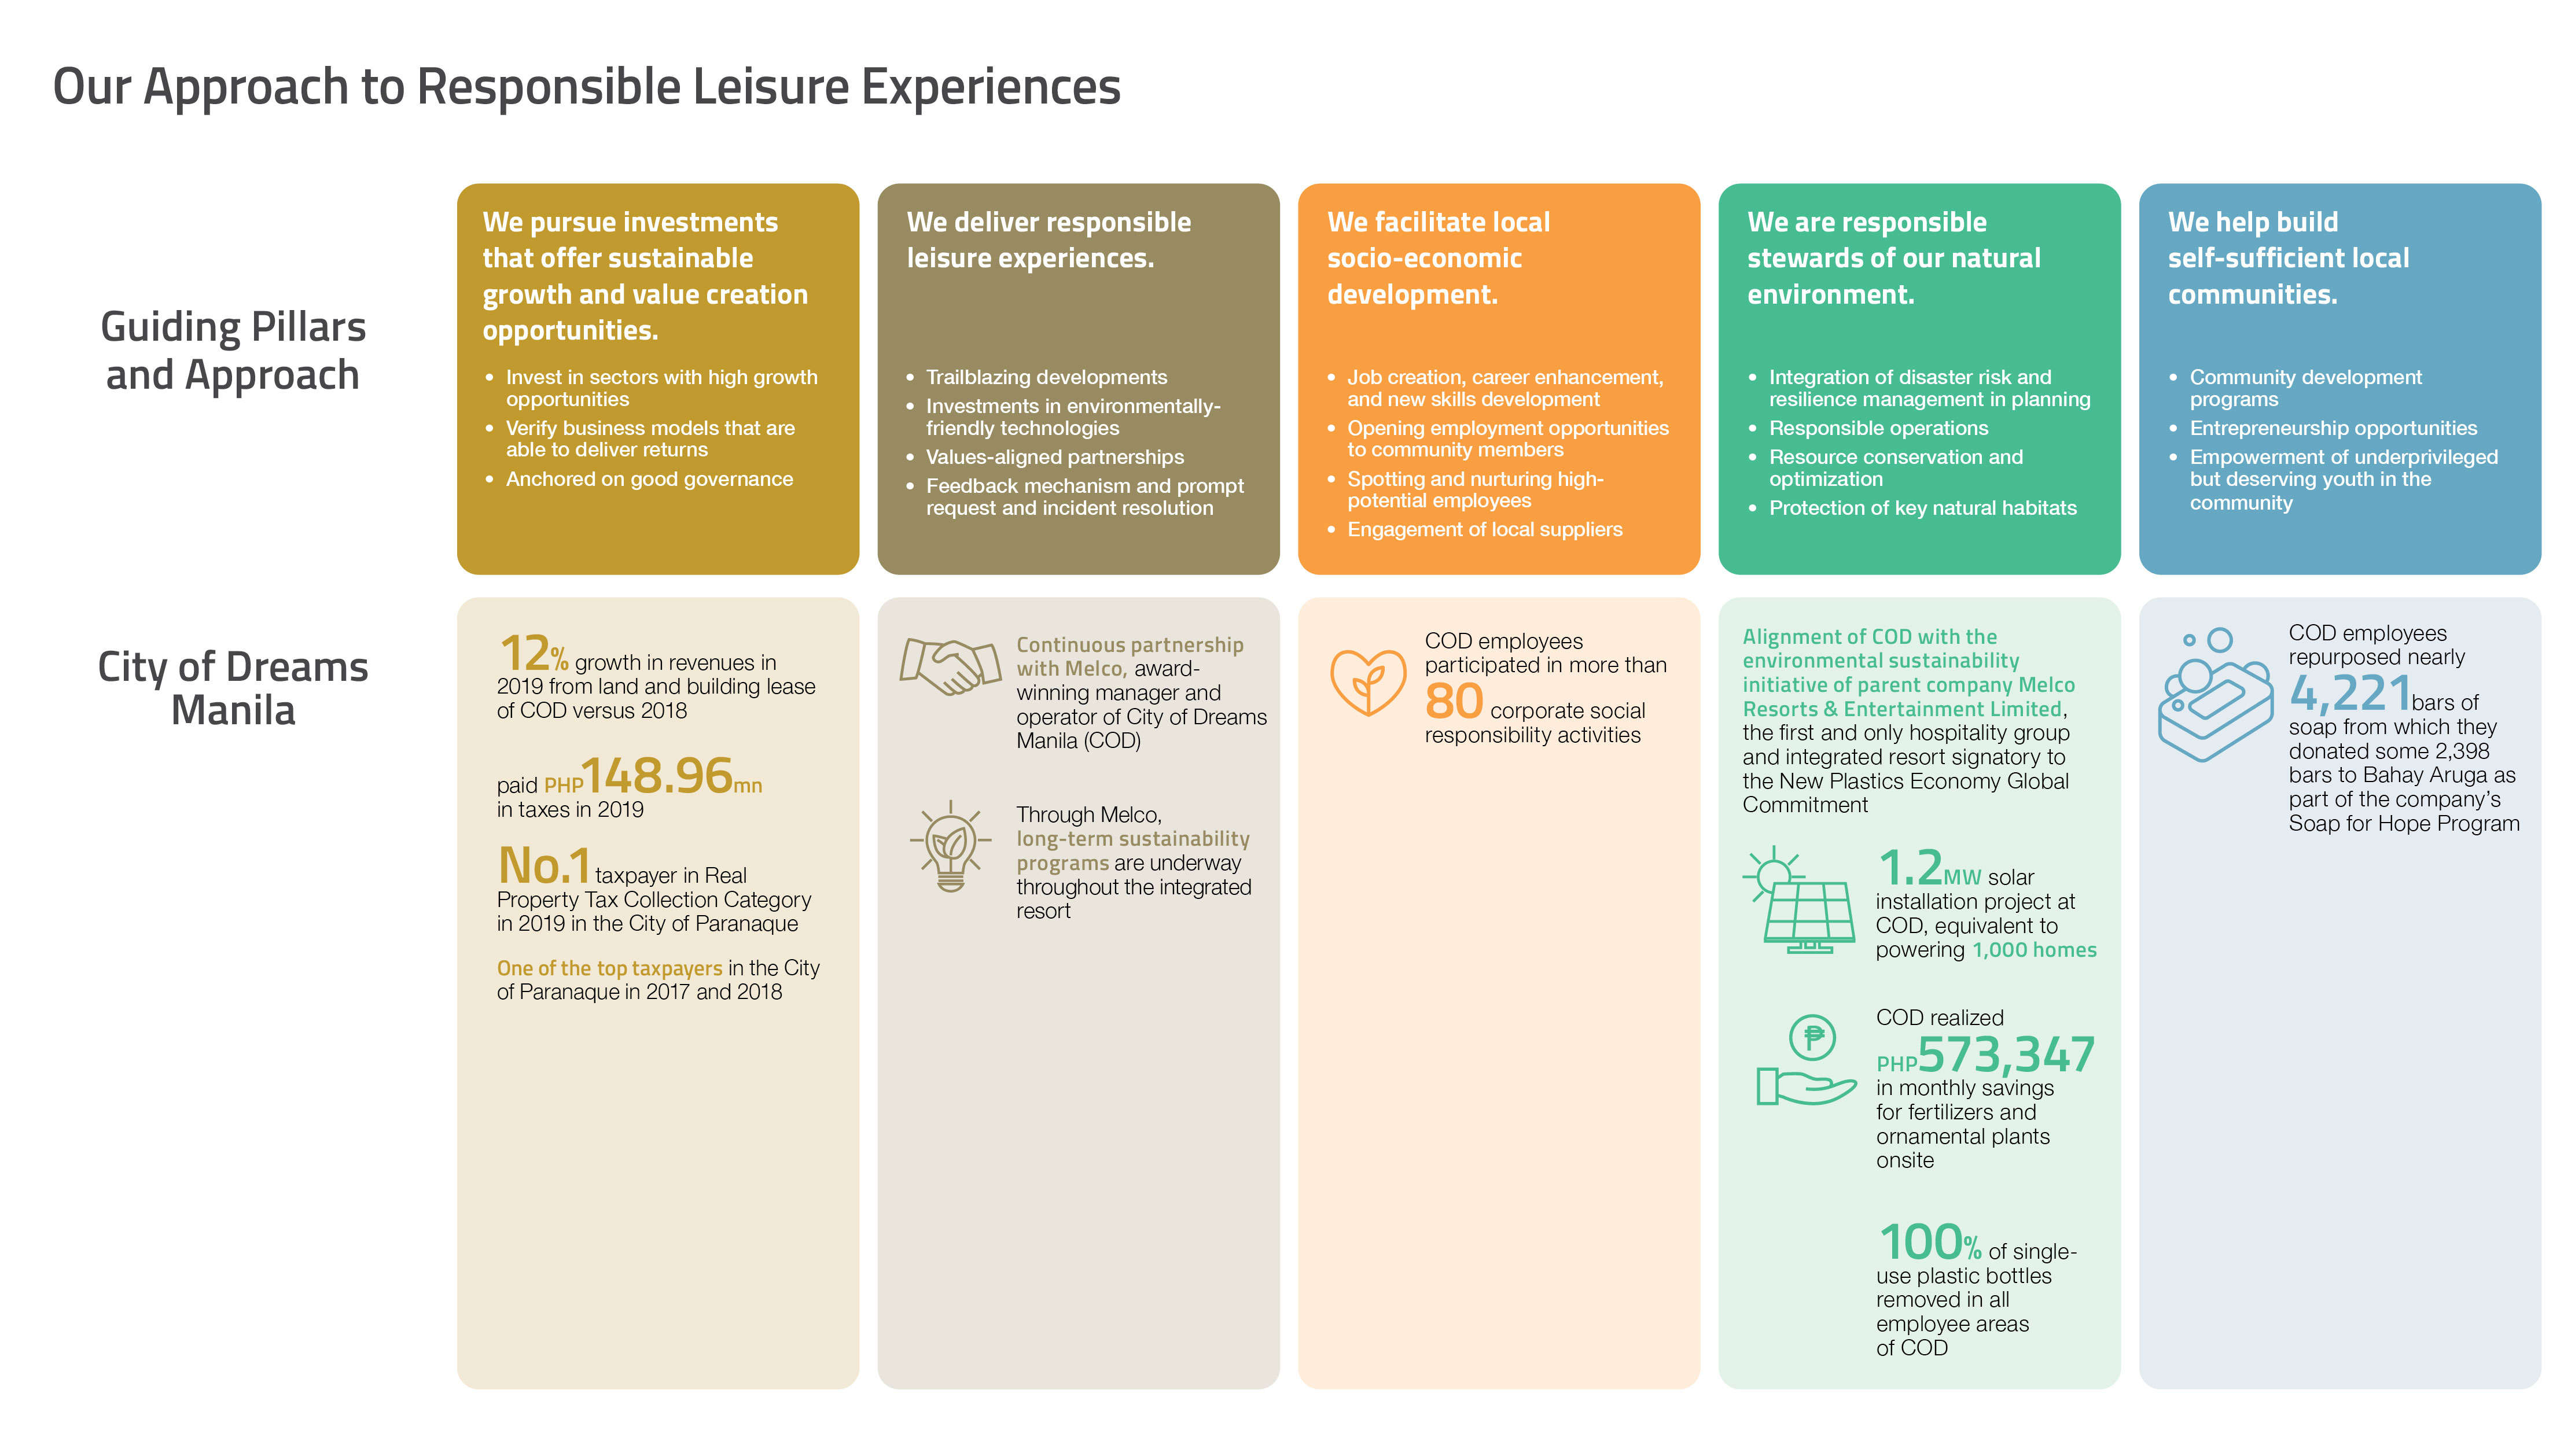 Our Approach to Responsible Leisure Experiences
Guiding Pillars
and Approach
We pursue investments
that offer sustainable
growth and value creation
opportunities.
• Invest in sectors with high growth
opportunities
• Verify business models that are
able to deliver returns
• Anchored on good governance
We deliver responsible
leisure experiences.
• Trailblazing developments
• Investments in environmentally-
friendly technologies
• Values-aligned partnerships
• Feedback mechanism and prompt
request and incident resolution
We facilitate local
socio-economic
development.
• Job creation, career enhancement,
and new skills development
• Opening employment opportunities
to community members
• Spotting and nurturing high-
potential employees
• Engagement of local suppliers
We are responsible
stewards of our natural
environment.
• Integration of disaster risk and
resilience management in planning
• Responsible operations
• Resource conservation and
optimization
• Protection of key natural habitats
We help build
self-sufficient local
communities.
• Community development
programs
• Entrepreneurship opportunities
• Empowerment of underprivileged
but deserving youth in the
community
City of Dreams
Manila
12% growth in revenues in
2019 from land and building lease
of COD versus 2018
paid PHP148.96mn
in taxes in 2019
No.1 taxpayer in Real
Property Tax Collection Category
in 2019 in the City of Paranaque
One of the top taxpayers in the City
of Paranaque in 2017 and 2018
Continuous partnership
with Melco, award-
winning manager and
operator of City of Dreams
Manila (COD)
Through Melco,
long-term sustainability
programs are underway
throughout the integrated
resort
COD employees
participated in more than
80 corporate social
responsibility activities
Alignment of COD with the
environmental sustainability
initiative of parent company Melco
Resorts & Entertainment Limited,
the first and only hospitality group
and integrated resort signatory to
the New Plastics Economy Global
Commitment
1.2MW solar
installation project at
COD, equivalent to
powering 1,000 homes
₱
COD realized
PHP573,347
in monthly savings
for fertilizers and
ornamental plants
onsite
100% of single-
use plastic bottles
removed in all
employee areas
of COD
COD employees
repurposed nearly
4,221bars of
soap from which they
donated some 2,398
bars to Bahay Aruga as
part of the company's
Soap for Hope Program